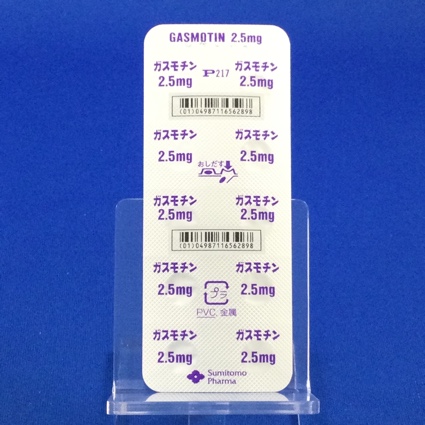 GASMOTIN 2.5mg
ガスモチン P217 ガスモチン
2.5mg 2.5mg
(01)04987116562898
ガスモチン ガスモチン
2.5mg 2.5mg
おしだす
ガスモチン ガスモチン
2.5mg 2.5mg
(01)04987116562898
ガスモチン ガスモチン
2.5mg 2.5mg
プラ
PVC, 金属
ガスモチン ガスモチン
2.5mg 2.5mg
Sumitomo
Pharma